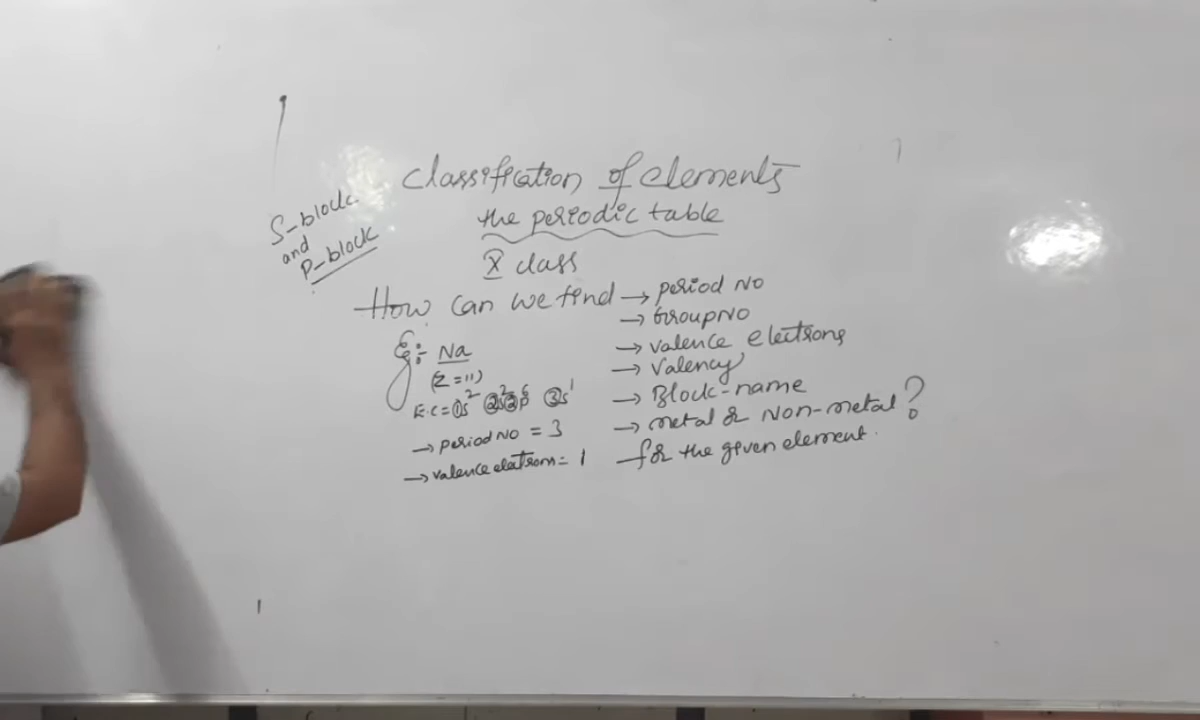 Classification of elements
the periodic table
X class
S-block
and
P-block
How can we find → period No
→ Group NO
→ valence electrons
→ Valency
→ Block-name
→ metal or Non-metal?
for the given element.
Eg:- Na
(Z=11)
E.C=1s² 2s²2p⁶ 3s¹
→ period NO = 3
→ valence electrons= 1